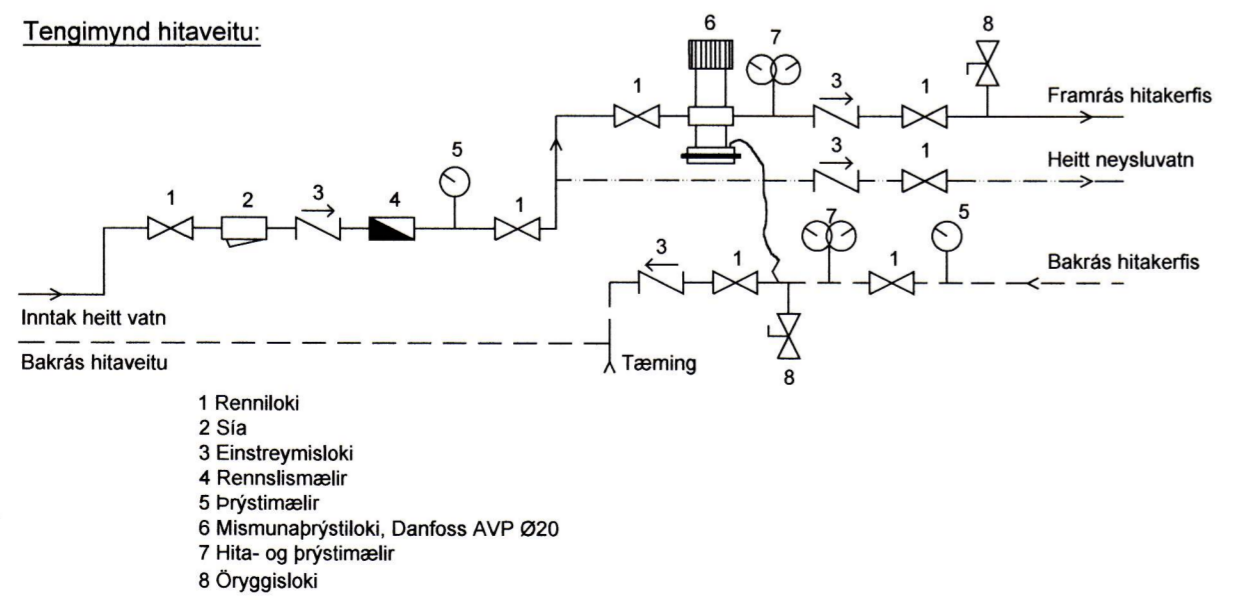 Tengimynd hitaveitu:
6
7
8
1
3
1
Framrás hitakerfis
5
3
1
Heitt neysluvatn
1
2
3
4
1
7
5
3
1
1
Bakrás hitakerfis
Inntak heitt vatn
Bakrás hitaveitu
Tæming
8
1 Renniloki
2 Sía
3 Einstreymisloki
4 Rennslismælir
5 Þrýstimælir
6 Mismunaþrýstiloki, Danfoss AVP Ø20
7 Hita- og þrýstimælir
8 Öryggisloki